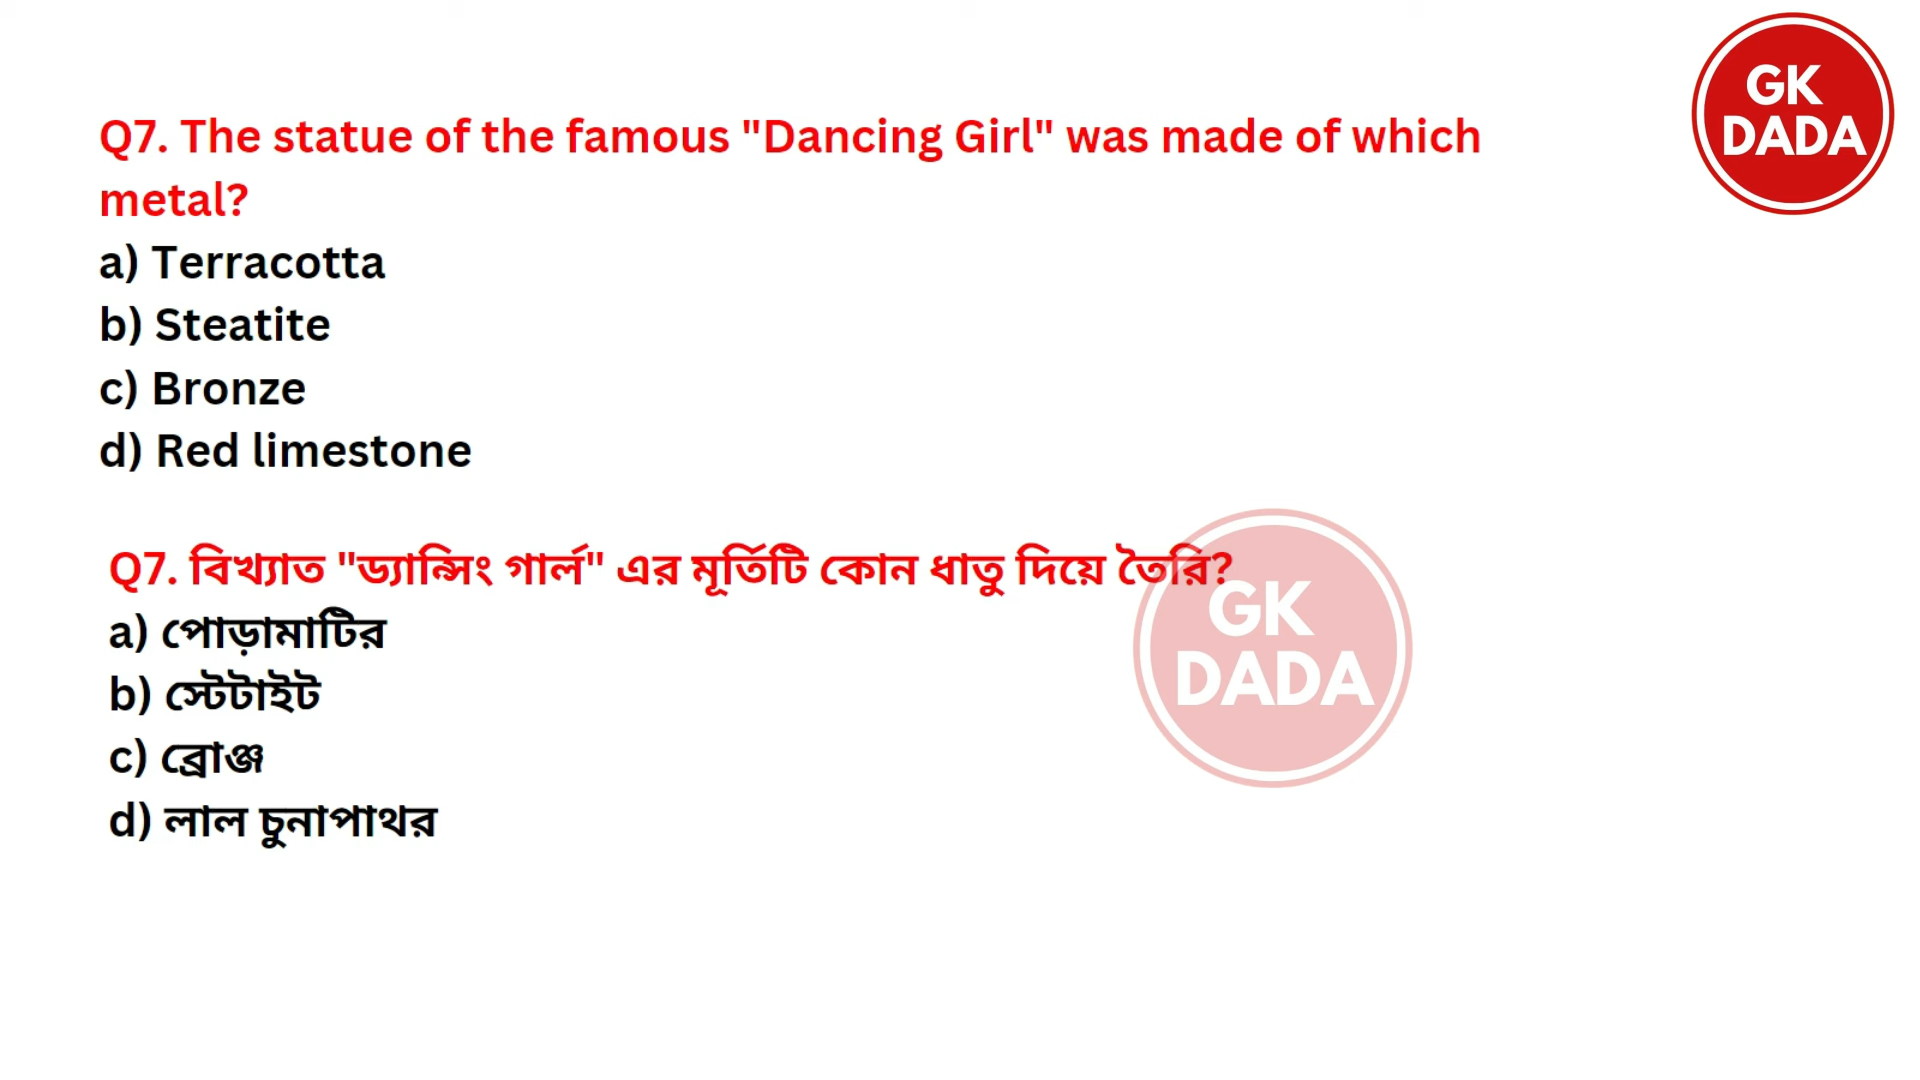 GK
DADA
Q7. The statue of the famous "Dancing Girl" was made of which
metal?
a) Terracotta
b) Steatite
c) Bronze
d) Red limestone
Q7. বিখ্যাত "ড্যান্সিং গার্ল" এর মূর্তিটি কোন ধাতু দিয়ে তৈরি?
a) পোড়ামাটির
b) স্টেটাইট
c) ব্রোঞ্জ
d) লাল চুনাপাথর
GK
DADA